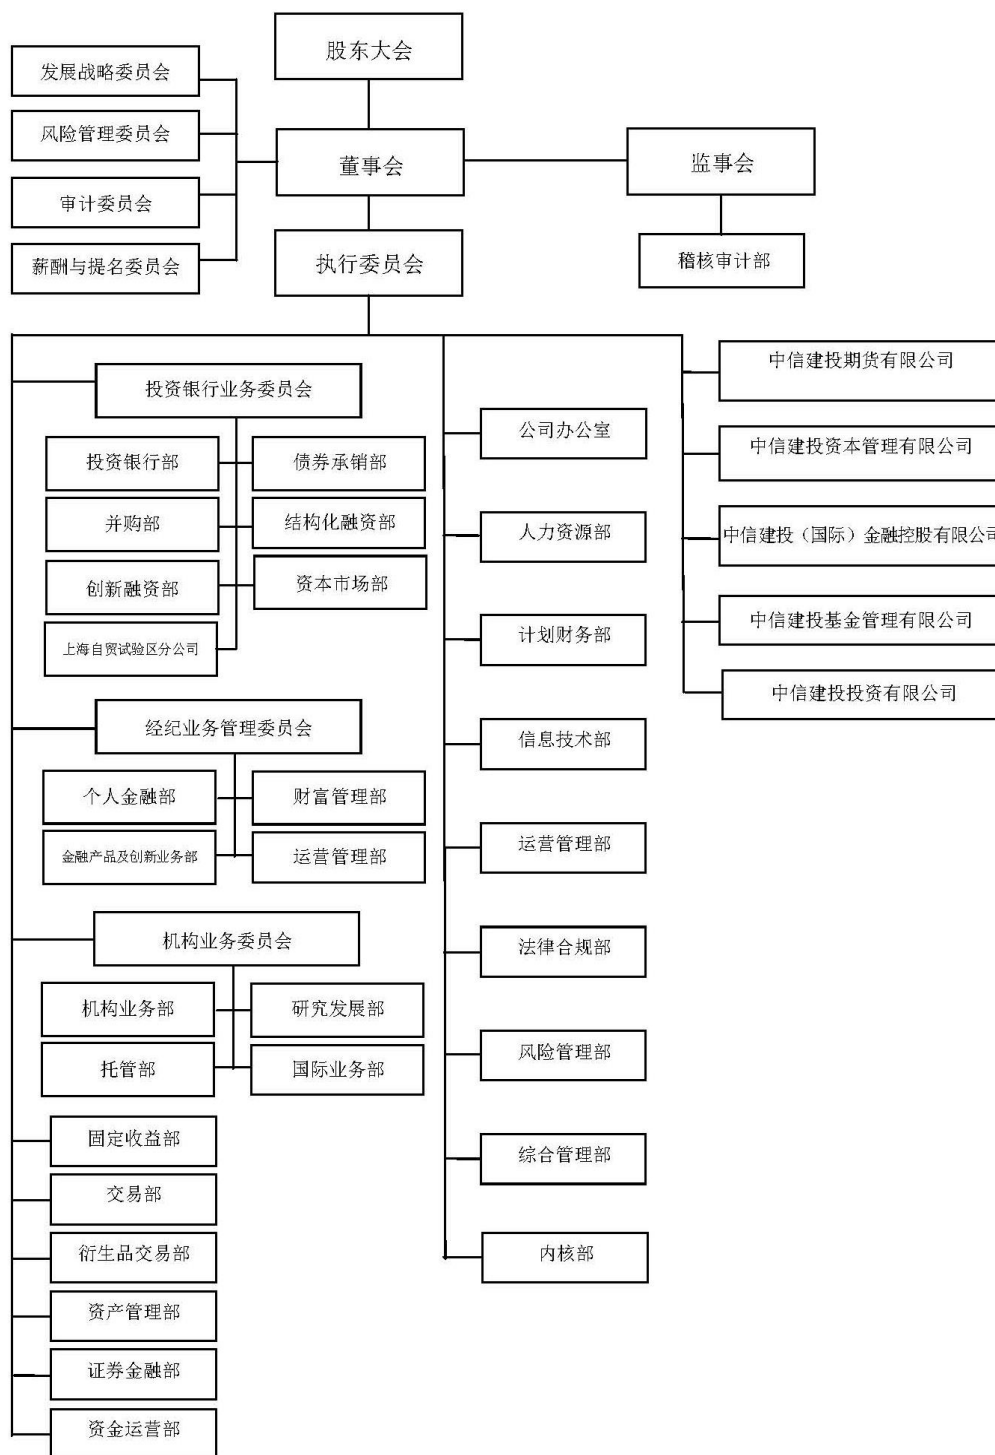 股东大会
发展战略委员会
风险管理委员会
审计委员会
薪酬与提名委员会
董事会
监事会
执行委员会
稽核审计部
投资银行业务委员会
投资银行部
债券承销部
并购部
结构化融资部
创新融资部
资本市场部
上海自贸试验区分公司
经纪业务管理委员会
个人金融部
财富管理部
金融产品及创新业务部
运营管理部
机构业务委员会
机构业务部
研究发展部
托管部
国际业务部
固定收益部
交易部
衍生品交易部
资产管理部
证券金融部
资金运营部
公司办公室
人力资源部
计划财务部
信息技术部
运营管理部
法律合规部
风险管理部
综合管理部
内核部
中信建投期货有限公司
中信建投资本管理有限公司
中信建投（国际）金融控股有限公司
中信建投基金管理有限公司
中信建投投资有限公司